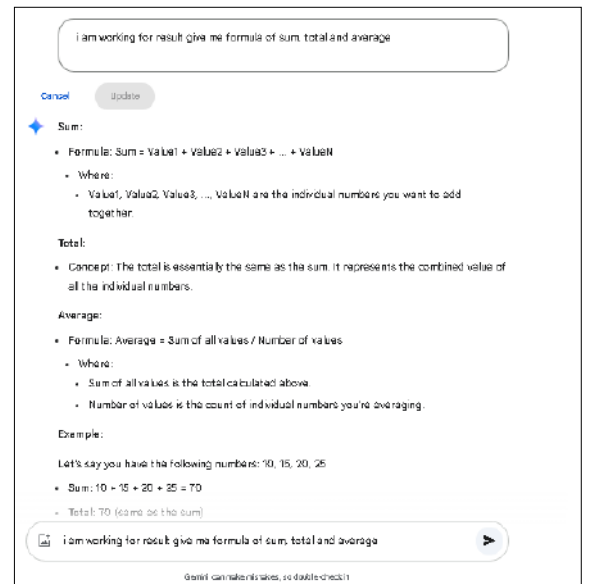 i am working for result give me formula of sum, total and average
Cancel Update
Sum:
• Formula: Sum = Value1 + Value2 + Value3 + ... + ValueN
• Where:
• Value1, Value2, Value3, ..., ValueN are the individual numbers you want to add
together.
Total:
• Concept: The total is essentially the same as the sum. It represents the combined value of
all the individual numbers.
Average:
• Formula: Average = Sum of all values / Number of values
• Where:
• Sum of all values is the total calculated above.
• Number of values is the count of individual numbers you're averaging.
Example:
Let's say you have the following numbers: 10, 15, 20, 25
• Sum: 10 + 15 + 20 + 25 = 70
• Total: 70 (same as the sum)
i am working for result give me formula of sum, total and average
Gemini can make mistakes, so double-check it